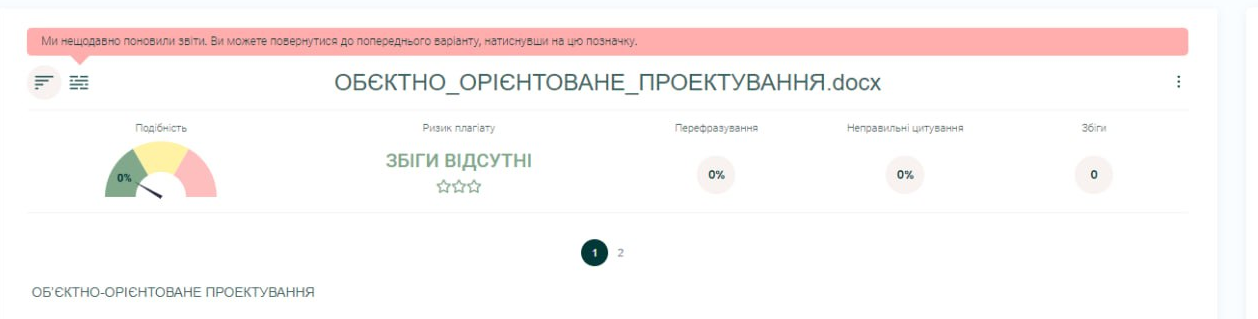 Ми нещодавно поновили звіти. Ви можете повернутися до попереднього варіанту, натиснувши на цю позначку.
ОБЄКТНО_ОРІЄНТОВАНЕ_ПРОЕКТУВАННЯ.docx
Подібність
Ризик плагіату
Перефразування
Неправильні цитування
Збіги
0%
ЗБІГИ ВІДСУТНІ
0%
0%
0
1 2
ОБ'ЄКТНО-ОРІЄНТОВАНЕ ПРОЕКТУВАННЯ